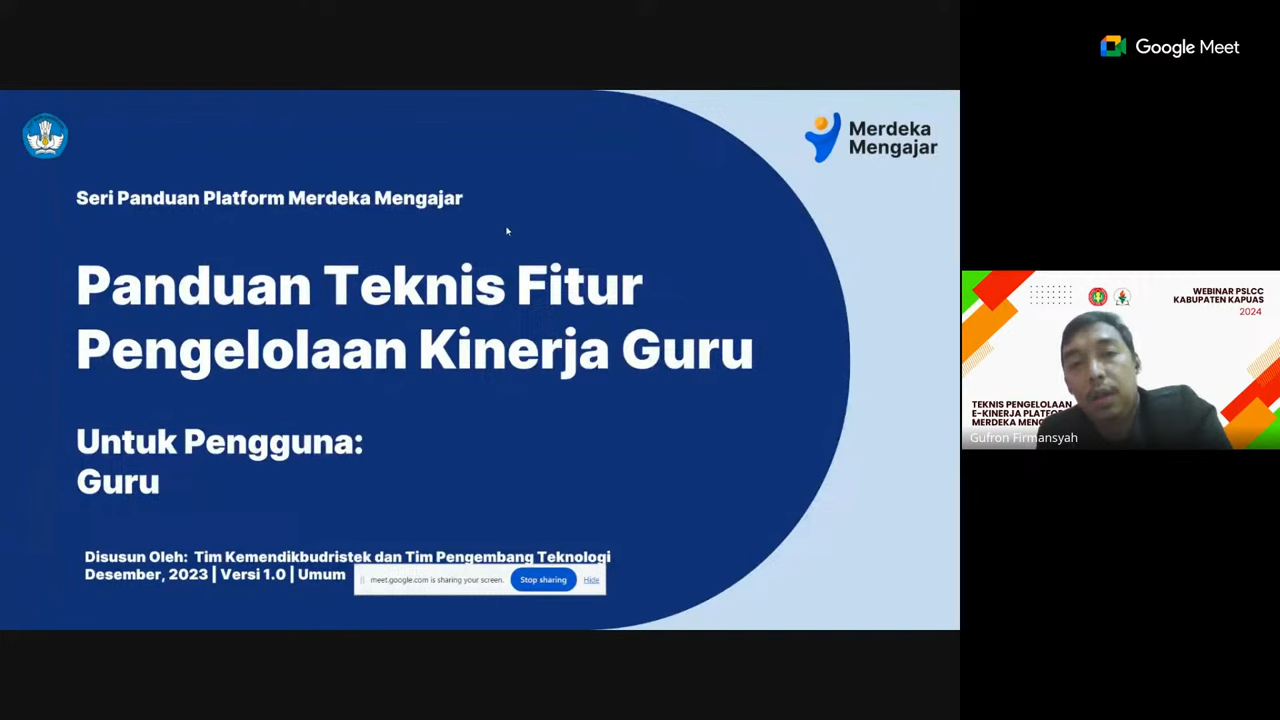 Google Meet
Merdeka
Mengajar
Seri Panduan Platform Merdeka Mengajar
Panduan Teknis Fitur
Pengelolaan Kinerja Guru
Untuk Pengguna:
Guru
Disusun Oleh: Tim Kemendikbudristek dan Tim Pengembang Teknologi
Desember, 2023 | Versi 1.0 | Umum
meet.google.com is sharing your screen.
Stop sharing
Hide
WEBINAR PSLCC
KABUPATEN KAPUAS
2024
TEKNIS PENGELOLAAN
E-KINERJA PLATFOR
MERDEKA MENG
Gufron Firmansyah